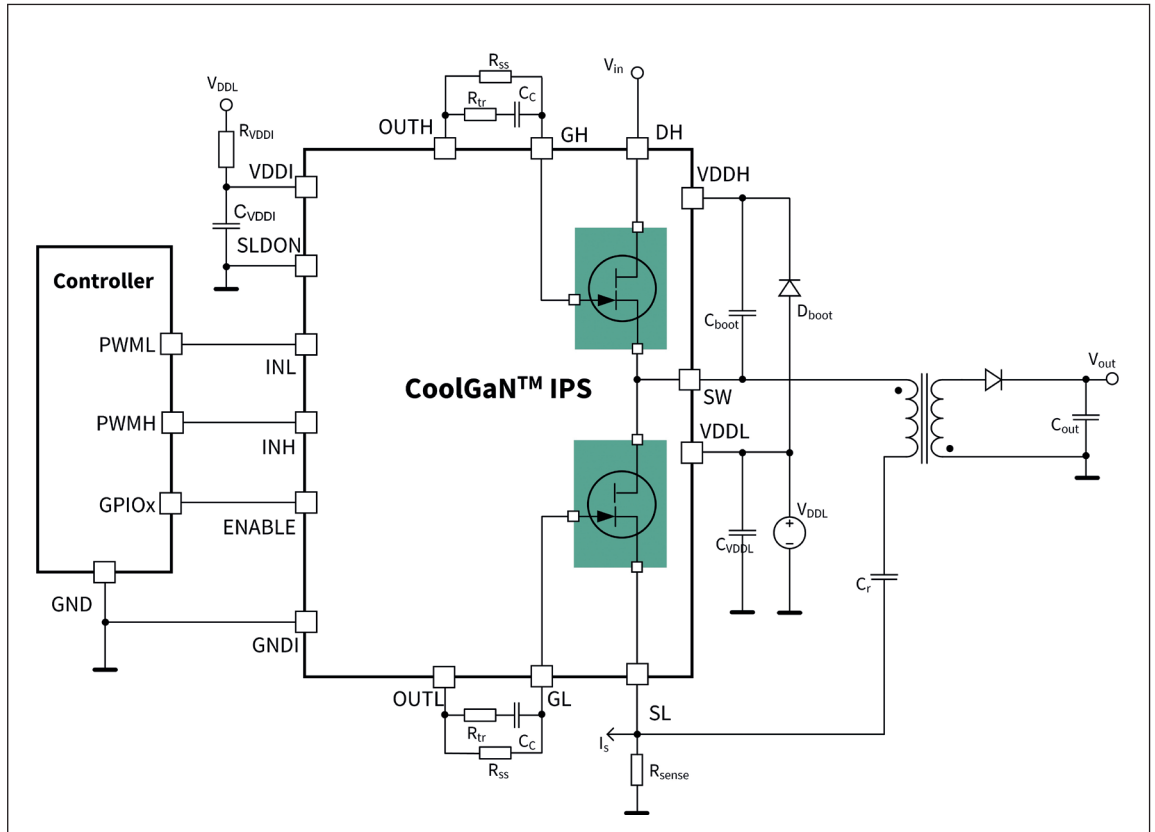 R_ss
R_tr
C_C
V_in
V_DDL
OUTH
GH
DH
R_VDDI
VDDI
VDDH
C_VDDI
SLDON
Controller
C_boot
D_boot
PWML
INL
V_out
CoolGaN™ IPS
SW
PWMH
C_out
INH
VDDL
GPIOx
ENABLE
V_DDL
+
−
C_VDDL
C_r
GND
GNDI
OUTL
GL
SL
R_tr
C_C
I_s
R_ss
R_sense